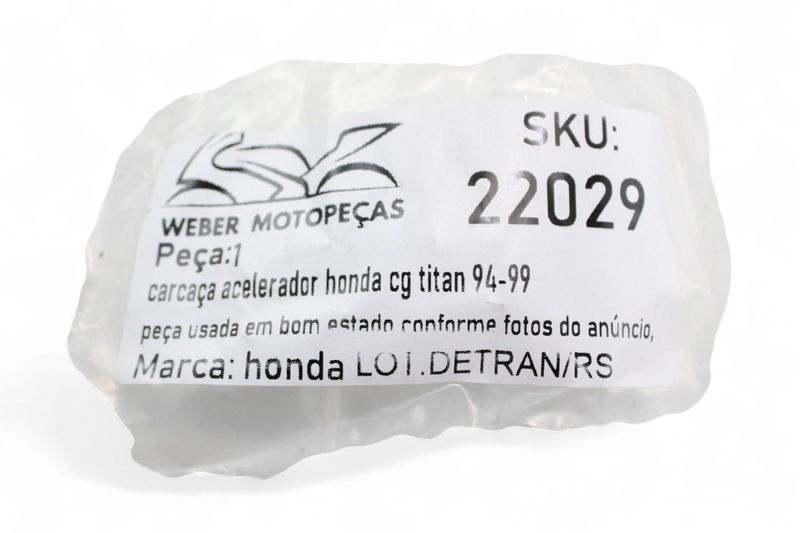 SKU:
22029
WEBER MOTOPEÇAS
Peça:1
carcaça acelerador honda cg titan 94-99
peça usada em bom estado conforme fotos do anúncio,
Marca: honda LOT.DETRAN/RS